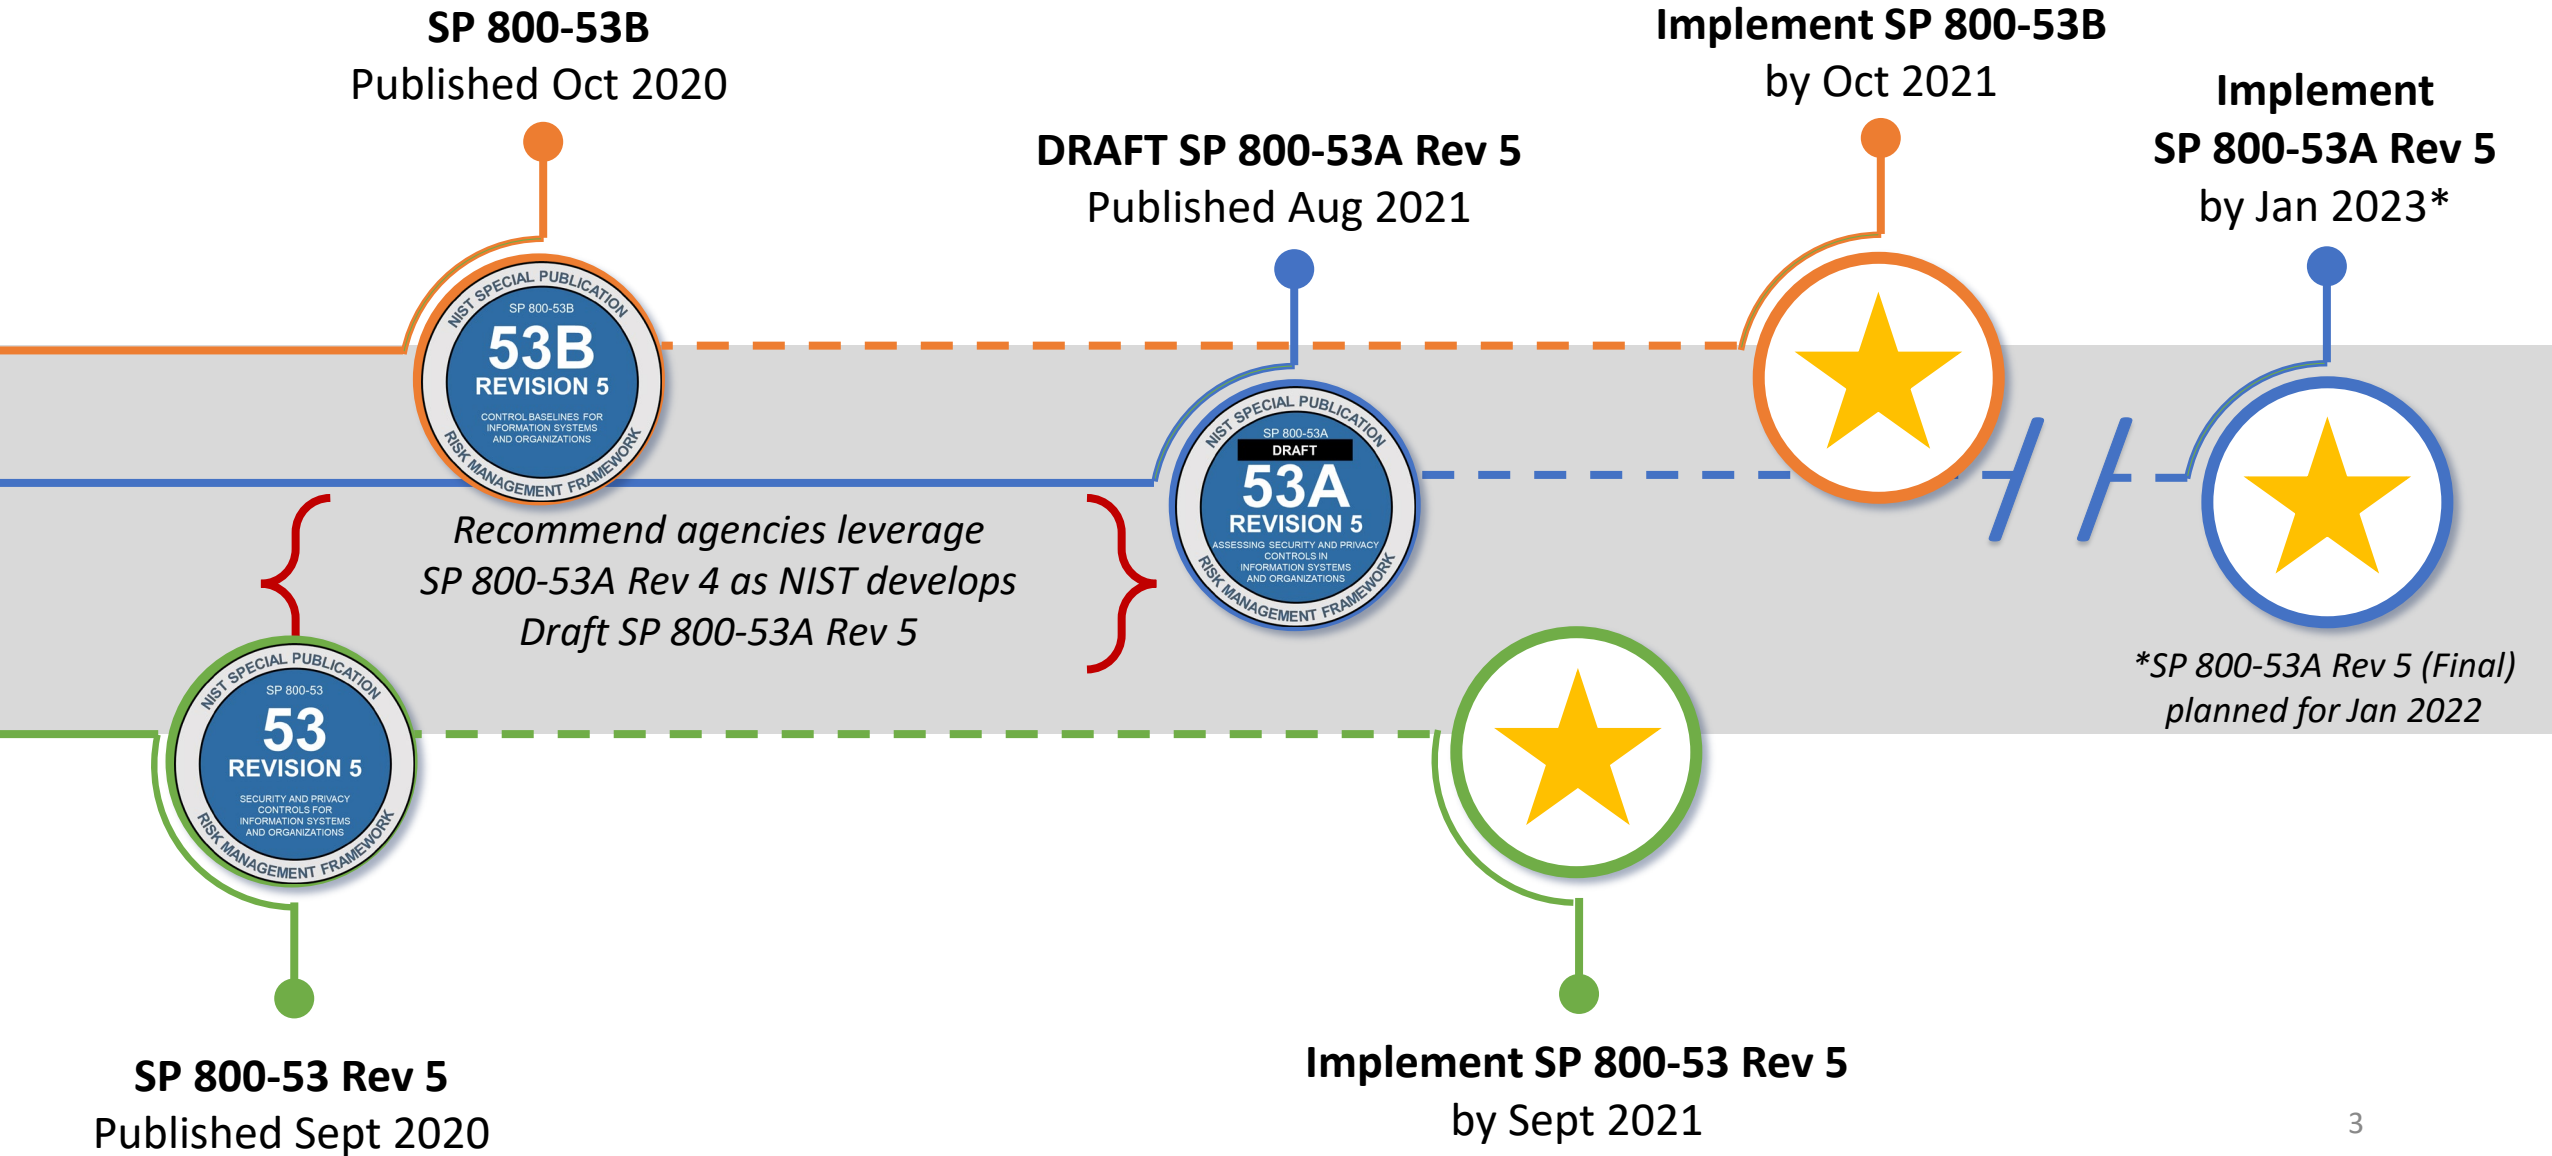 SP 800-53B
Published Oct 2020
Implement SP 800-53B
by Oct 2021
Implement
SP 800-53A Rev 5
by Jan 2023*
DRAFT SP 800-53A Rev 5
Published Aug 2021
NIST SPECIAL PUBLICATION
SP 800-53B
53B
REVISION 5
CONTROL BASELINES FOR
INFORMATION SYSTEMS
AND ORGANIZATIONS
RISK MANAGEMENT FRAMEWORK
NIST SPECIAL PUBLICATION
SP 800-53A
DRAFT
53A
REVISION 5
ASSESSING SECURITY AND PRIVACY
CONTROLS IN
INFORMATION SYSTEMS
AND ORGANIZATIONS
RISK MANAGEMENT FRAMEWORK
Recommend agencies leverage
SP 800-53A Rev 4 as NIST develops
Draft SP 800-53A Rev 5
*SP 800-53A Rev 5 (Final)
planned for Jan 2022
NIST SPECIAL PUBLICATION
SP 800-53
53
REVISION 5
SECURITY AND PRIVACY
CONTROLS FOR
INFORMATION SYSTEMS
AND ORGANIZATIONS
RISK MANAGEMENT FRAMEWORK
SP 800-53 Rev 5
Published Sept 2020
Implement SP 800-53 Rev 5
by Sept 2021
3